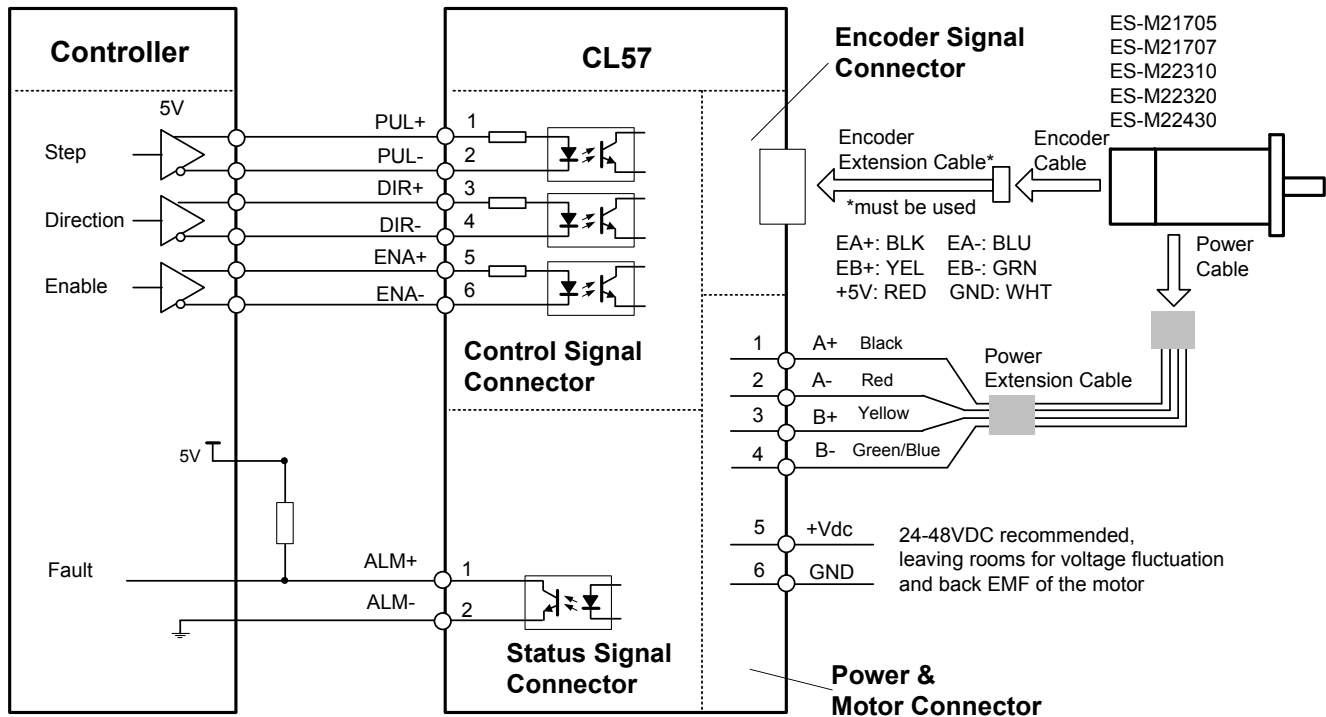 Controller
5V
Step
Direction
Enable
5V
Fault
PUL+
PUL-
DIR+
DIR-
ENA+
ENA-
ALM+
ALM-
CL57
1
2
3
4
5
6
Control Signal
Connector
1
2
Status Signal
Connector
Encoder Signal
Connector
ES-M21705
ES-M21707
ES-M22310
ES-M22320
ES-M22430
Encoder
Extension Cable*
Encoder
Cable
*must be used
EA+: BLK EA-: BLU
EB+: YEL EB-: GRN
+5V: RED GND: WHT
Power
Cable
1 A+ Black
2 A- Red
3 B+ Yellow
4 B- Green/Blue
Power
Extension Cable
5 +Vdc
6 GND
24-48VDC recommended,
leaving rooms for voltage fluctuation
and back EMF of the motor
Power &
Motor Connector